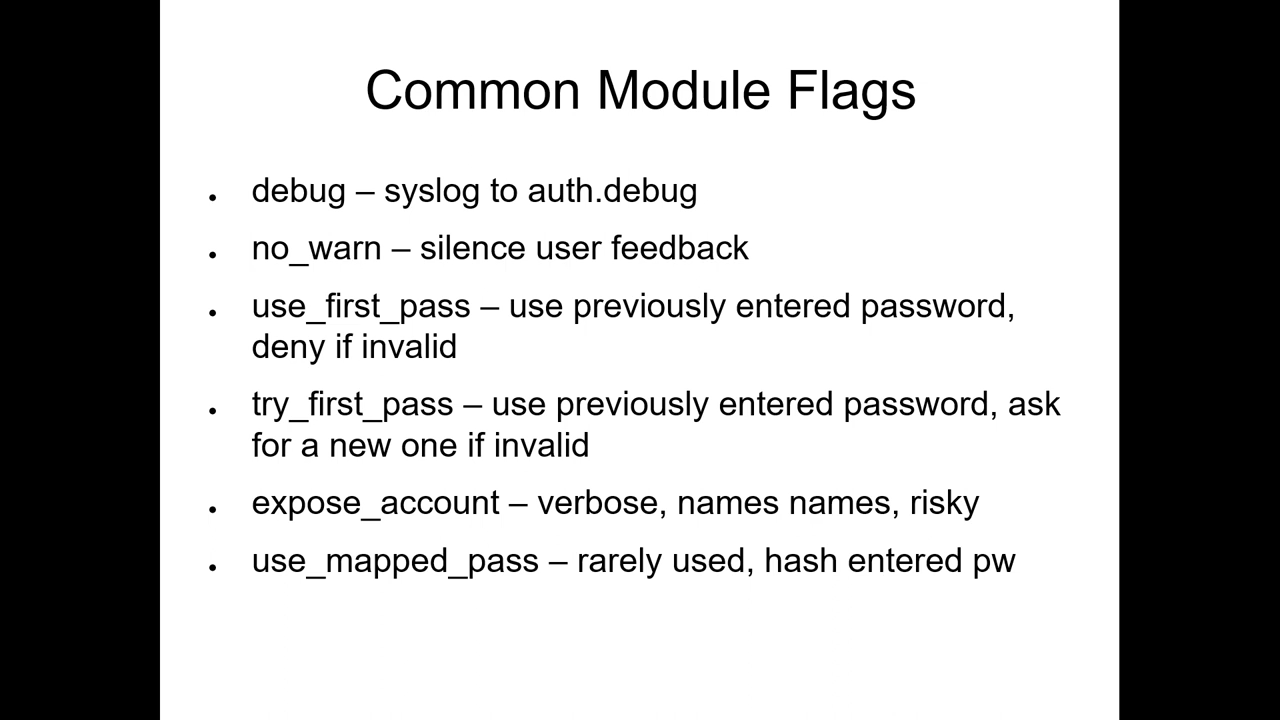 Common Module Flags
• debug – syslog to auth.debug
• no_warn – silence user feedback
• use_first_pass – use previously entered password,
deny if invalid
• try_first_pass – use previously entered password, ask
for a new one if invalid
• expose_account – verbose, names names, risky
• use_mapped_pass – rarely used, hash entered pw